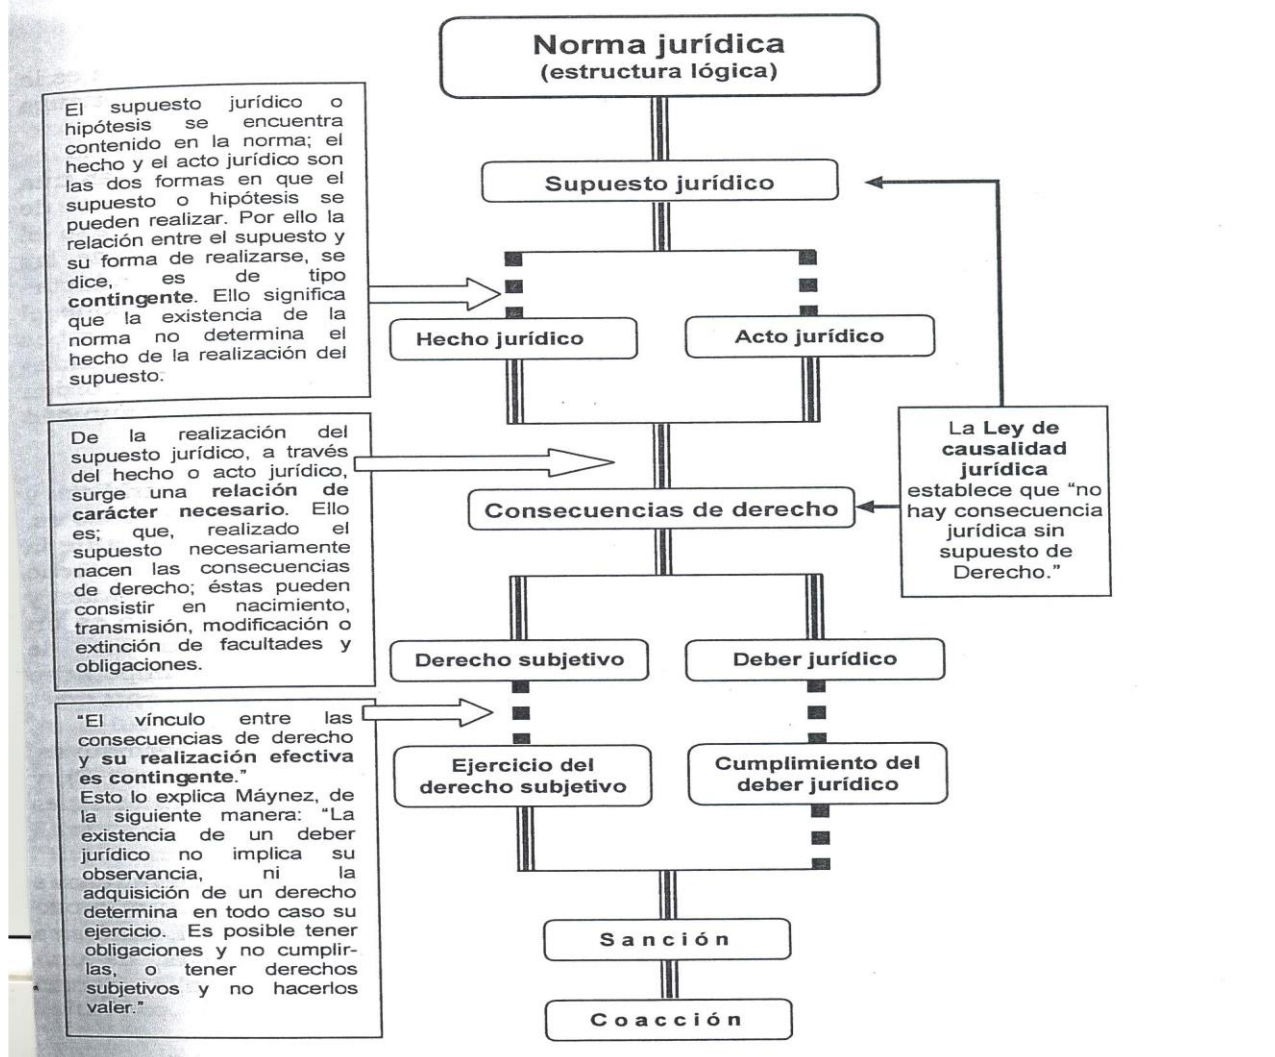 Norma jurídica
(estructura lógica)
El supuesto jurídico o
hipótesis se encuentra
contenido en la norma; el
hecho y el acto jurídico son
las dos formas en que el
supuesto o hipótesis se
pueden realizar. Por ello la
relación entre el supuesto y
su forma de realizarse, se
dice, es de tipo
contingente. Ello significa
que la existencia de la
norma no determina el
hecho de la realización del
supuesto.
Supuesto jurídico
Hecho jurídico
Acto jurídico
De la realización del
supuesto jurídico, a través
del hecho o acto jurídico,
surge una relación de
carácter necesario. Ello
es; que, realizado el
supuesto necesariamente
nacen las consecuencias
de derecho; éstas pueden
consistir en nacimiento,
transmisión, modificación o
extinción de facultades y
obligaciones.
La Ley de
causalidad
jurídica
establece que “no
hay consecuencia
jurídica sin
supuesto de
Derecho.”
Consecuencias de derecho
Derecho subjetivo
Deber jurídico
“El vínculo entre las
consecuencias de derecho
y su realización efectiva
es contingente.”
Esto lo explica Máynez, de
la siguiente manera: “La
existencia de un deber
jurídico no implica su
observancia, ni la
adquisición de un derecho
determina en todo caso su
ejercicio. Es posible tener
obligaciones y no cumplir-
las, o tener derechos
subjetivos y no hacerlos
valer.”
Ejercicio del
derecho subjetivo
Cumplimiento del
deber jurídico
Sanción
Coacción